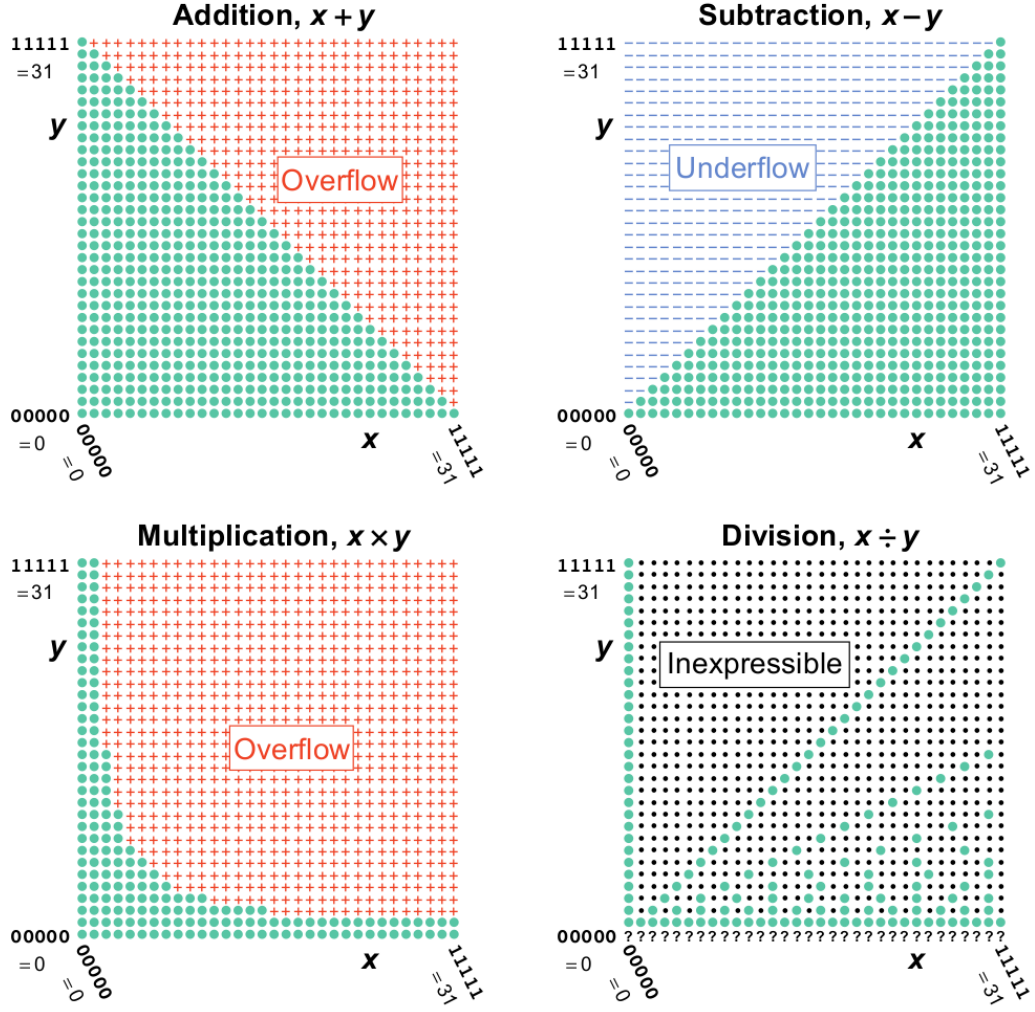 Addition, x + y
11111
=31
y
Overflow
00000
=0
00000
=0
x
11111
=31
Subtraction, x − y
11111
=31
y
Underflow
00000
=0
00000
=0
x
11111
=31
Multiplication, x × y
11111
=31
y
Overflow
00000
=0
00000
=0
x
11111
=31
Division, x ÷ y
11111
=31
y
Inexpressible
00000
????????????????????????????????
=0
00000
=0
x
11111
=31